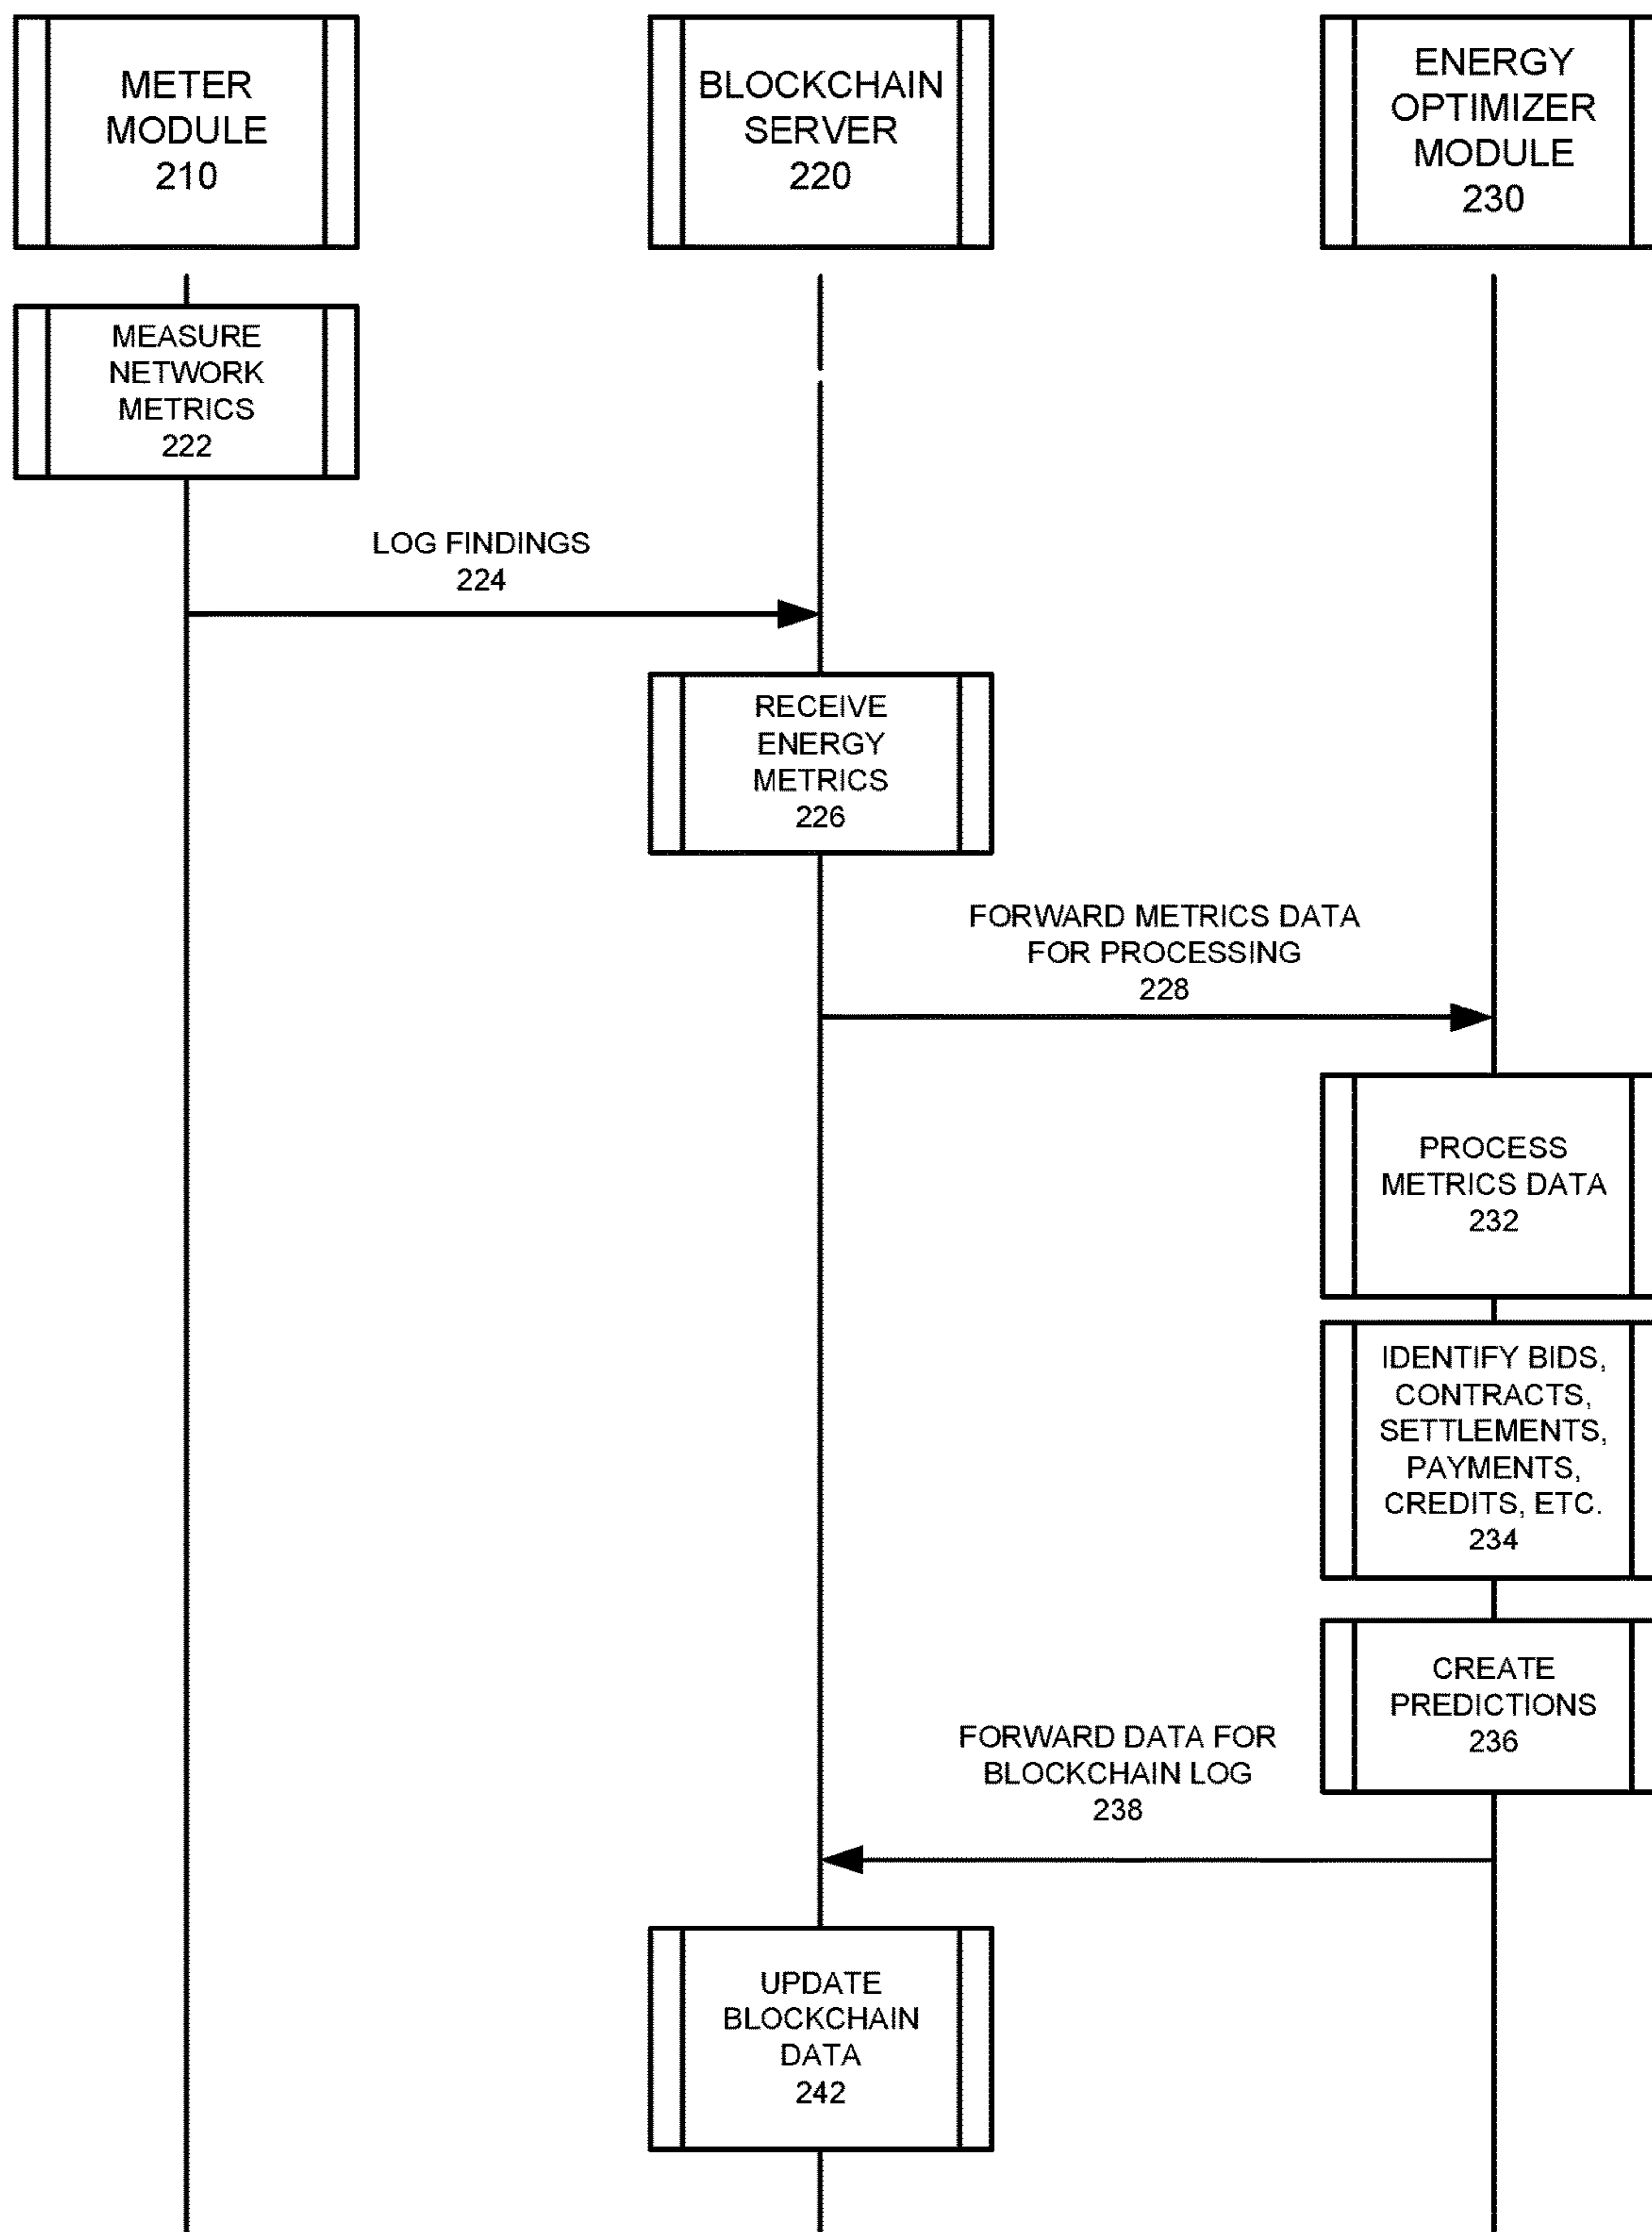 METER
MODULE
210
BLOCKCHAIN
SERVER
220
ENERGY
OPTIMIZER
MODULE
230
MEASURE
NETWORK
METRICS
222
LOG FINDINGS
224
RECEIVE
ENERGY
METRICS
226
FORWARD METRICS DATA
FOR PROCESSING
228
PROCESS
METRICS DATA
232
IDENTIFY BIDS,
CONTRACTS,
SETTLEMENTS,
PAYMENTS,
CREDITS, ETC.
234
CREATE
PREDICTIONS
236
FORWARD DATA FOR
BLOCKCHAIN LOG
238
UPDATE
BLOCKCHAIN
DATA
242